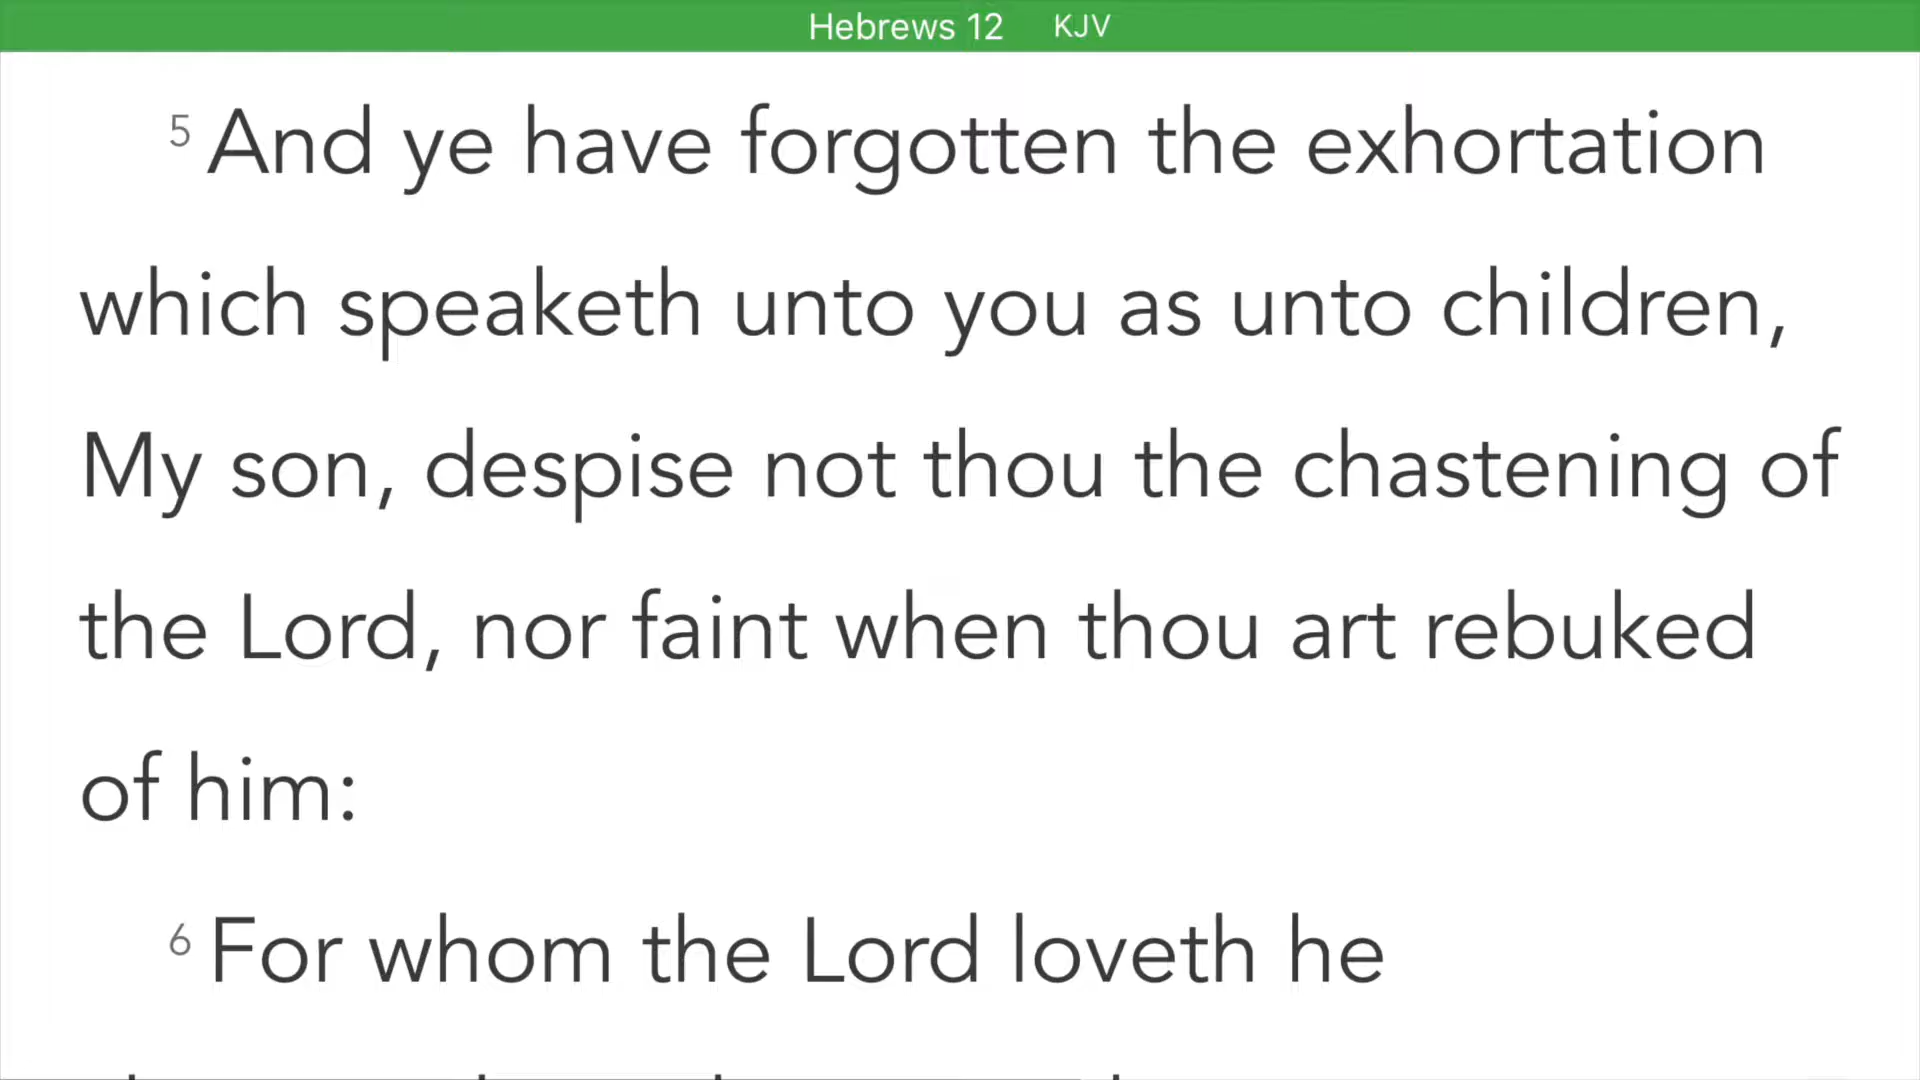 Hebrews 12 KJV
5 And ye have forgotten the exhortation
which speaketh unto you as unto children,
My son, despise not thou the chastening of
the Lord, nor faint when thou art rebuked
of him:
6 For whom the Lord loveth he